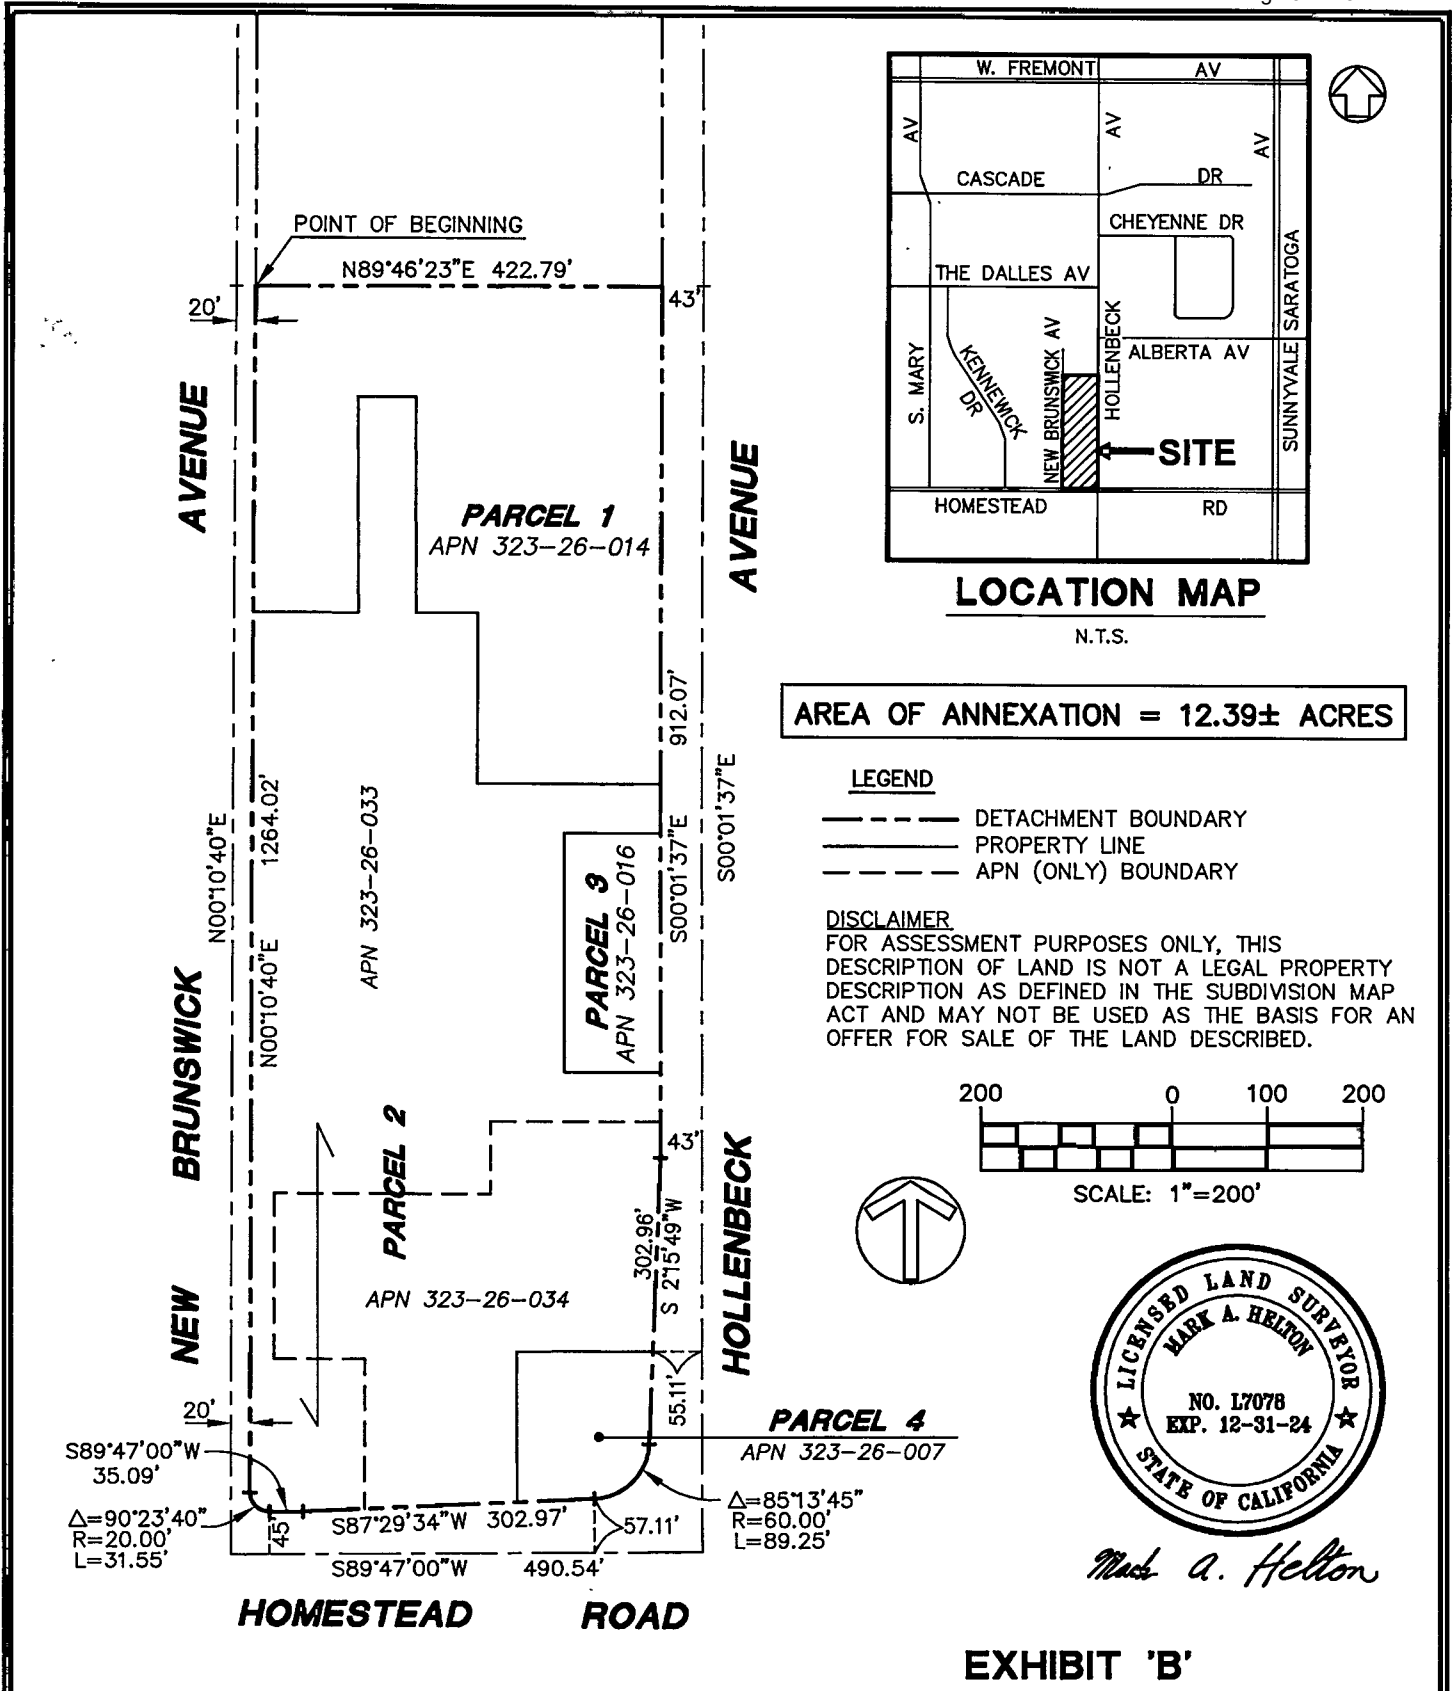 POINT OF BEGINNING
N89°46'23"E 422.79'
20'
43'
AVENUE
AVENUE
PARCEL 1
APN 323-26-014
912.07'
S00°01'37"E
S00°01'37"E
N00°10'40"E
1264.02'
N00°10'40"E
APN 323-26-033
PARCEL 3
APN 323-26-016
NEW BRUNSWICK
PARCEL 2
43'
302.96'
S 2°15'49"W
HOLLENBECK
APN 323-26-034
55.11'
20'
PARCEL 4
APN 323-26-007
S89°47'00"W
35.09'
Δ=90°23'40"
R=20.00'
L=31.55'
45'
S87°29'34"W 302.97'
57.11'
Δ=85°13'45"
R=60.00'
L=89.25'
S89°47'00"W 490.54'
HOMESTEAD ROAD
W. FREMONT AV
AV
AV
AV
CASCADE DR
CHEYENNE DR
THE DALLES AV
S. MARY
KENNEWICK DR
NEW BRUNSWICK AV
HOLLENBECK
ALBERTA AV
SUNNYVALE SARATOGA
SITE
HOMESTEAD RD
LOCATION MAP
N.T.S.
AREA OF ANNEXATION = 12.39± ACRES
LEGEND
DETACHMENT BOUNDARY
PROPERTY LINE
APN (ONLY) BOUNDARY
DISCLAIMER
FOR ASSESSMENT PURPOSES ONLY, THIS
DESCRIPTION OF LAND IS NOT A LEGAL PROPERTY
DESCRIPTION AS DEFINED IN THE SUBDIVISION MAP
ACT AND MAY NOT BE USED AS THE BASIS FOR AN
OFFER FOR SALE OF THE LAND DESCRIBED.
200 0 100 200
SCALE: 1"=200'
LICENSED LAND SURVEYOR
MARK A. HELTON
NO. L7078
EXP. 12-31-24
STATE OF CALIFORNIA
Mark A. Helton
EXHIBIT 'B'